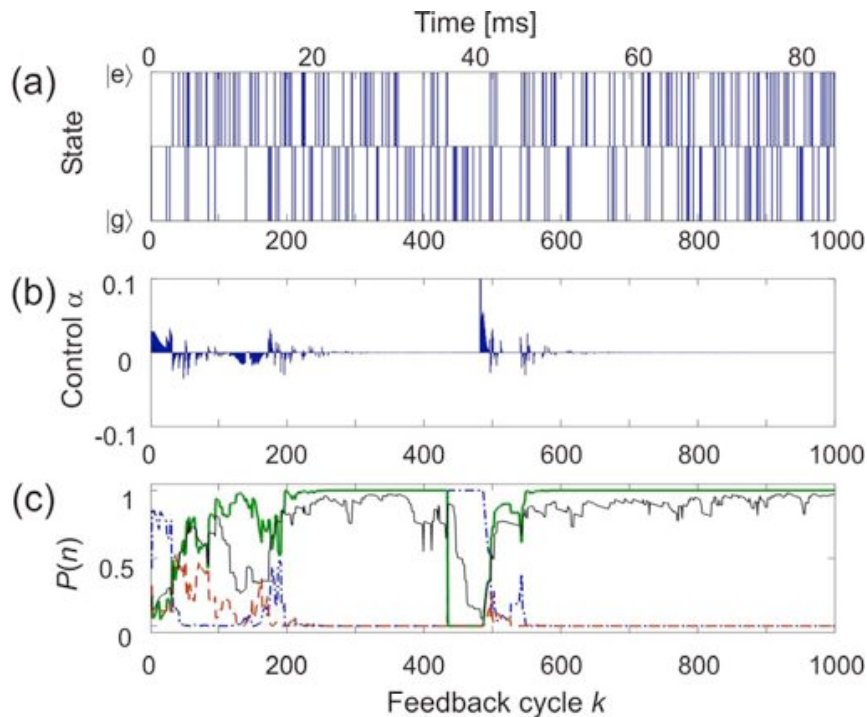 Time [ms]
0 20 40 60 80
(a)
|e⟩
State
|g⟩
0 200 400 600 800 1000
(b)
0.1
Control α
0
-0.1
0 200 400 600 800 1000
(c)
1
P(n)
0.5
0
0 200 400 600 800 1000
Feedback cycle k